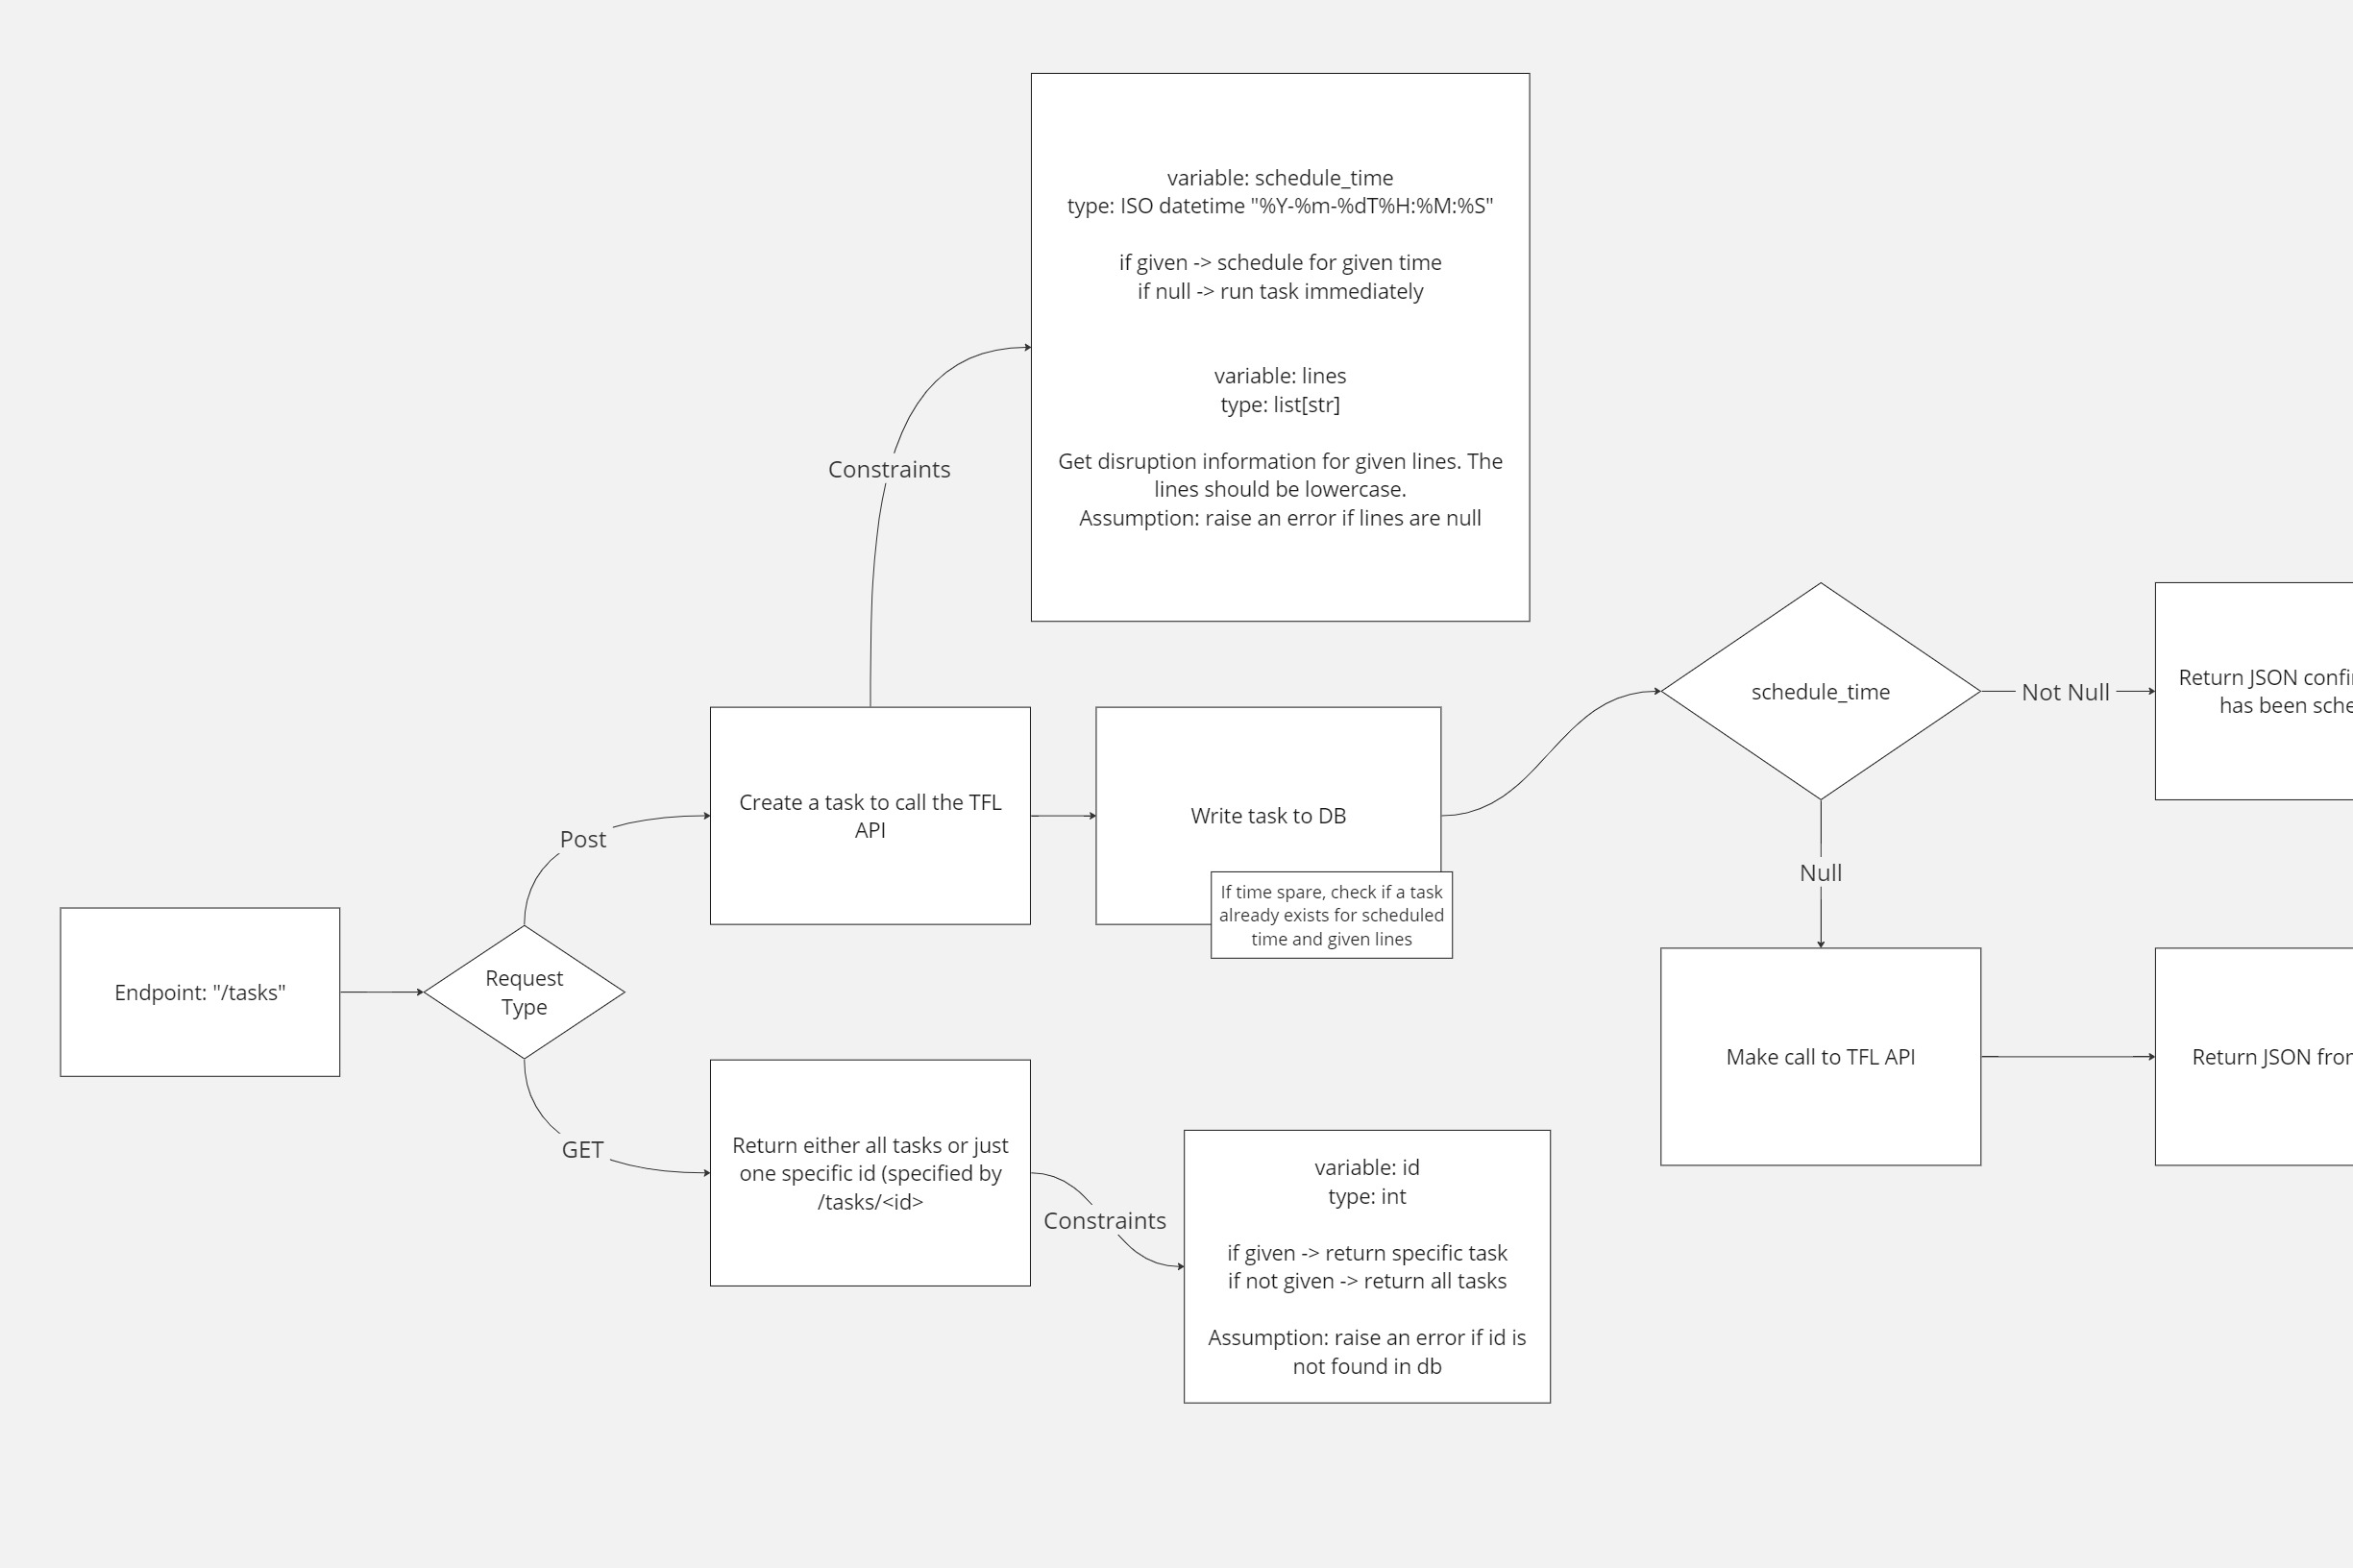 variable: schedule_time
type: ISO datetime "%Y-%m-%dT%H:%M:%S"
if given -> schedule for given time
if null -> run task immediately
variable: lines
type: list[str]
Get disruption information for given lines. The
lines should be lowercase.
Assumption: raise an error if lines are null
Constraints
schedule_time
Not Null
Return JSON
has been
Create a task to call the TFL
API
Write task to DB
If time spare, check if a task
already exists for scheduled
time and given lines
Post
Null
Endpoint: "/tasks"
Request
Type
Make call to TFL API
Return JSON
GET
Return either all tasks or just
one specific id (specified by
/tasks/<id>
Constraints
variable: id
type: int
if given -> return specific task
if not given -> return all tasks
Assumption: raise an error if id is
not found in db